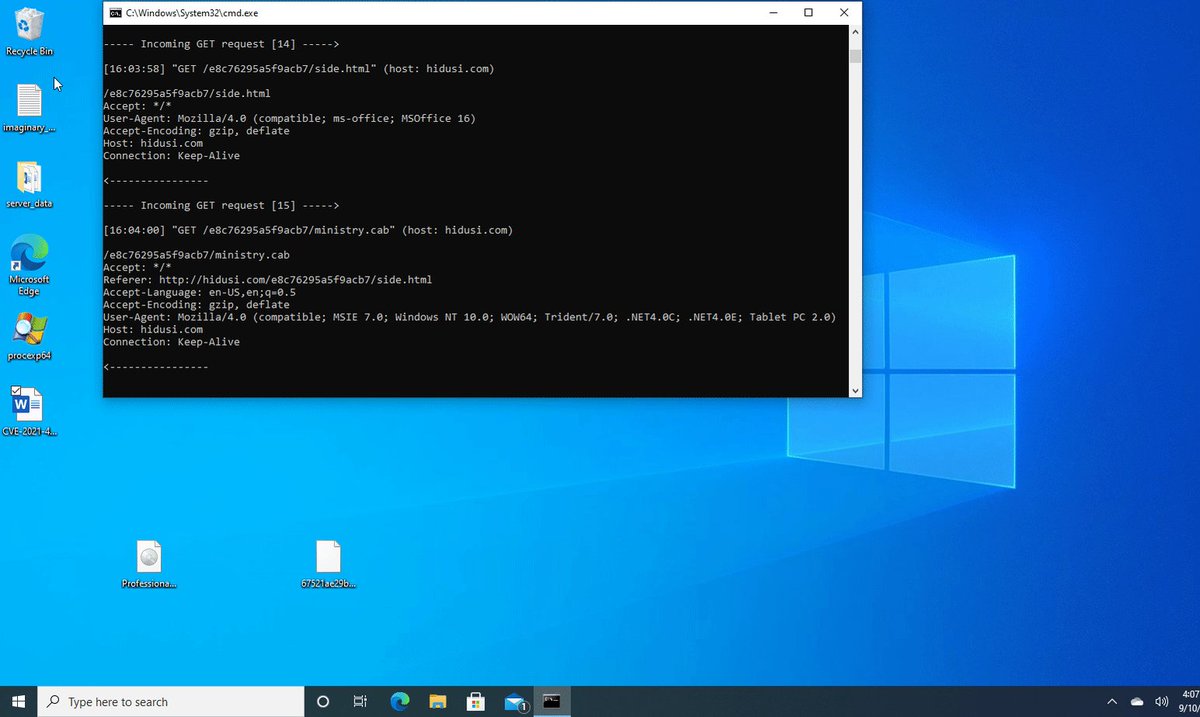 C:\Windows\System32\cmd.exe
----- Incoming GET request [14] ----->
[16:03:58] "GET /e8c76295a5f9acb7/side.html" (host: hidusi.com)
/e8c76295a5f9acb7/side.html
Accept: */*
User-Agent: Mozilla/4.0 (compatible; ms-office; MSOffice 16)
Accept-Encoding: gzip, deflate
Host: hidusi.com
Connection: Keep-Alive
<----------------
----- Incoming GET request [15] ----->
[16:04:00] "GET /e8c76295a5f9acb7/ministry.cab" (host: hidusi.com)
/e8c76295a5f9acb7/ministry.cab
Accept: */*
Referer: http://hidusi.com/e8c76295a5f9acb7/side.html
Accept-Language: en-US,en;q=0.5
Accept-Encoding: gzip, deflate
User-Agent: Mozilla/4.0 (compatible; MSIE 7.0; Windows NT 10.0; WOW64; Trident/7.0; .NET4.0C; .NET4.0E; Tablet PC 2.0)
Host: hidusi.com
Connection: Keep-Alive
<----------------
Recycle Bin
imaginary_...
server_data
Microsoft
Edge
procexp64
W
CVE-2021-4...
Professiona...
67521ae29b...
Type here to search
1
4:07
9/10/